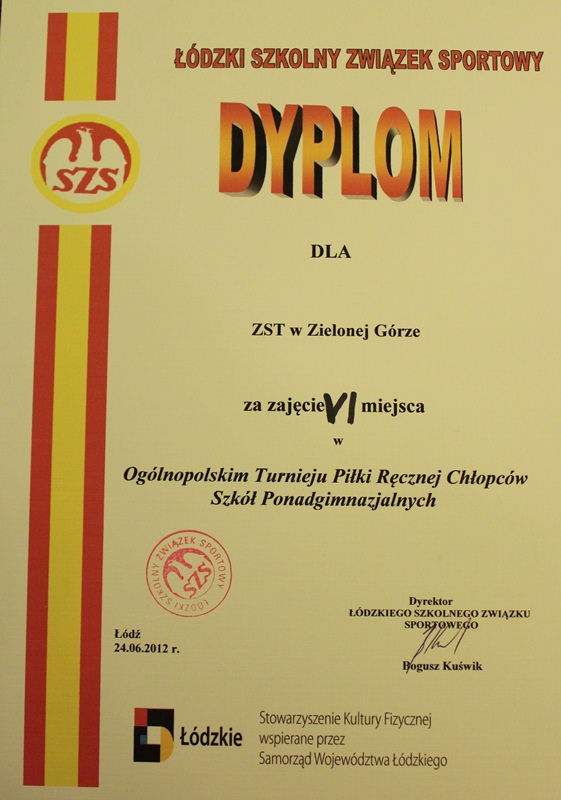 ŁÓDZKI SZKOLNY ZWIĄZEK SPORTOWY
DYPLOM
SZS
DLA
ZST w Zielonej Górze
za zajęcie VI miejsca
w
Ogólnopolskim Turnieju Piłki Ręcznej Chłopców
Szkół Ponadgimnazjalnych
ŁÓDZKI SZKOLNY ZWIĄZEK SPORTOWY
SZS
Dyrektor
ŁÓDZKIEGO SZKOLNEGO ZWIĄZKU
SPORTOWEGO
Bogusz Kuświk
Łódź
24.06.2012 r.
Łódzkie
Stowarzyszenie Kultury Fizycznej
wspierane przez
Samorząd Województwa Łódzkiego